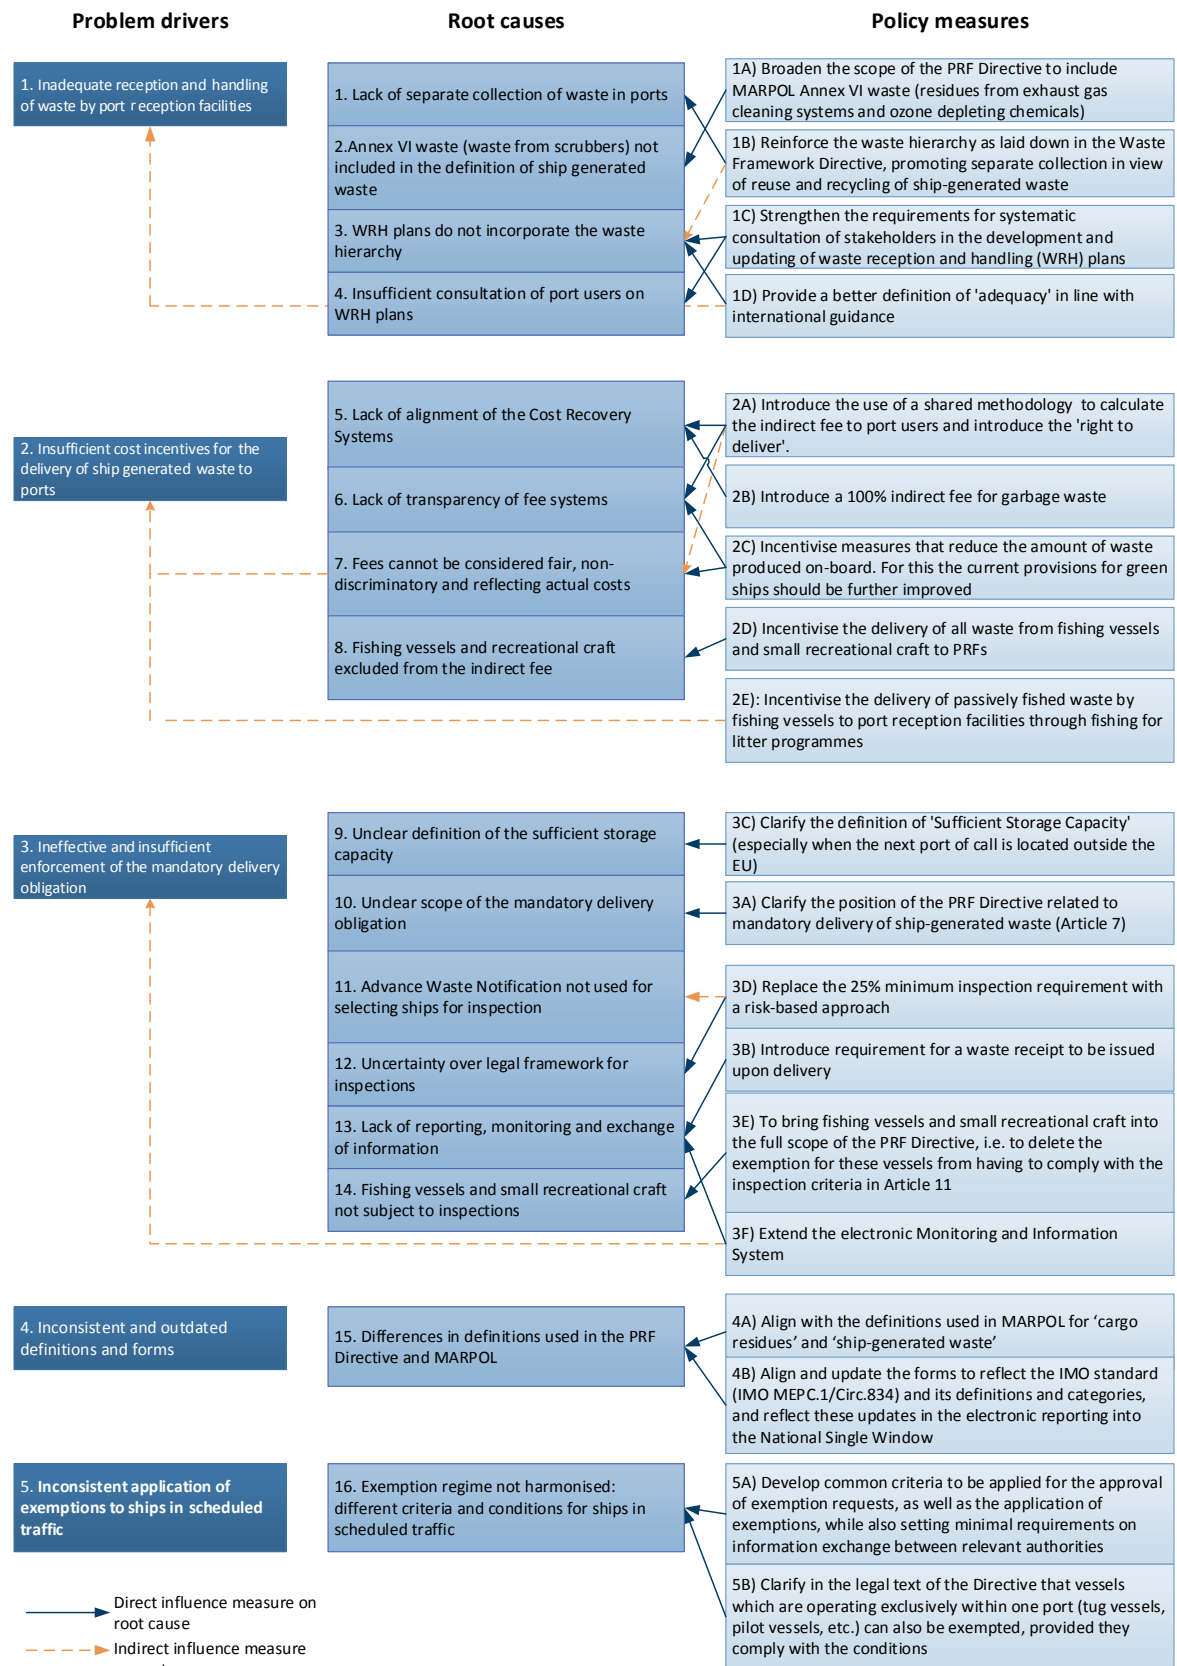 Problem drivers
Root causes
Policy measures
1. Inadequate reception and handling
of waste by port reception facilities
1. Lack of separate collection of waste in ports
2.Annex VI waste (waste from scrubbers) not
included in the definition of ship generated
waste
3. WRH plans do not incorporate the waste
hierarchy
4. Insufficient consultation of port users on
WRH plans
1A) Broaden the scope of the PRF Directive to include
MARPOL Annex VI waste (residues from exhaust gas
cleaning systems and ozone depleting chemicals)
1B) Reinforce the waste hierarchy as laid down in the Waste
Framework Directive, promoting separate collection in view
of reuse and recycling of ship-generated waste
1C) Strengthen the requirements for systematic
consultation of stakeholders in the development and
updating of waste reception and handling (WRH) plans
1D) Provide a better definition of 'adequacy' in line with
international guidance
2. Insufficient cost incentives for the
delivery of ship generated waste to
ports
5. Lack of alignment of the Cost Recovery
Systems
6. Lack of transparency of fee systems
7. Fees cannot be considered fair, non-
discriminatory and reflecting actual costs
8. Fishing vessels and recreational craft
excluded from the indirect fee
2A) Introduce the use of a shared methodology to calculate
the indirect fee to port users and introduce the 'right to
deliver'.
2B) Introduce a 100% indirect fee for garbage waste
2C) Incentivise measures that reduce the amount of waste
produced on-board. For this the current provisions for green
ships should be further improved
2D) Incentivise the delivery of all waste from fishing vessels
and small recreational craft to PRFs
2E): Incentivise the delivery of passively fished waste by
fishing vessels to port reception facilities through fishing for
litter programmes
3. Ineffective and insufficient
enforcement of the mandatory delivery
obligation
9. Unclear definition of the sufficient storage
capacity
10. Unclear scope of the mandatory delivery
obligation
11. Advance Waste Notification not used for
selecting ships for inspection
12. Uncertainty over legal framework for
inspections
13. Lack of reporting, monitoring and exchange
of information
14. Fishing vessels and small recreational craft
not subject to inspections
3C) Clarify the definition of 'Sufficient Storage Capacity'
(especially when the next port of call is located outside the
EU)
3A) Clarify the position of the PRF Directive related to
mandatory delivery of ship-generated waste (Article 7)
3D) Replace the 25% minimum inspection requirement with
a risk-based approach
3B) Introduce requirement for a waste receipt to be issued
upon delivery
3E) To bring fishing vessels and small recreational craft into
the full scope of the PRF Directive, i.e. to delete the
exemption for these vessels from having to comply with the
inspection criteria in Article 11
3F) Extend the electronic Monitoring and Information
System
4. Inconsistent and outdated
definitions and forms
15. Differences in definitions used in the PRF
Directive and MARPOL
4A) Align with the definitions used in MARPOL for ‘cargo
residues’ and ‘ship-generated waste’
4B) Align and update the forms to reflect the IMO standard
(IMO MEPC.1/Circ.834) and its definitions and categories,
and reflect these updates in the electronic reporting into
the National Single Window
5. Inconsistent application of
exemptions to ships in scheduled
traffic
16. Exemption regime not harmonised:
different criteria and conditions for ships in
scheduled traffic
5A) Develop common criteria to be applied for the approval
of exemption requests, as well as the application of
exemptions, while also setting minimal requirements on
information exchange between relevant authorities
5B) Clarify in the legal text of the Directive that vessels
which are operating exclusively within one port (tug vessels,
pilot vessels, etc.) can also be exempted, provided they
comply with the conditions
Direct influence measure on
root cause
Indirect influence measure